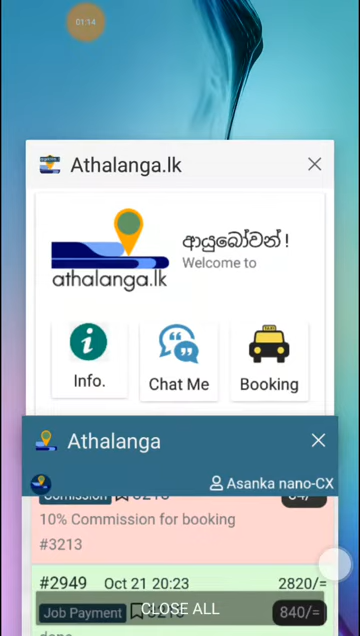 01:14
Athalanga.lk
ආයුබෝවන් !
Welcome to
athalanga.lk
Info.
Chat Me
Booking
Athalanga
Asanka nano-CX
10% Commission for booking
#3213
#2949 Oct 21 20:23 2820/=
Job Payment 840/=
CLOSE ALL